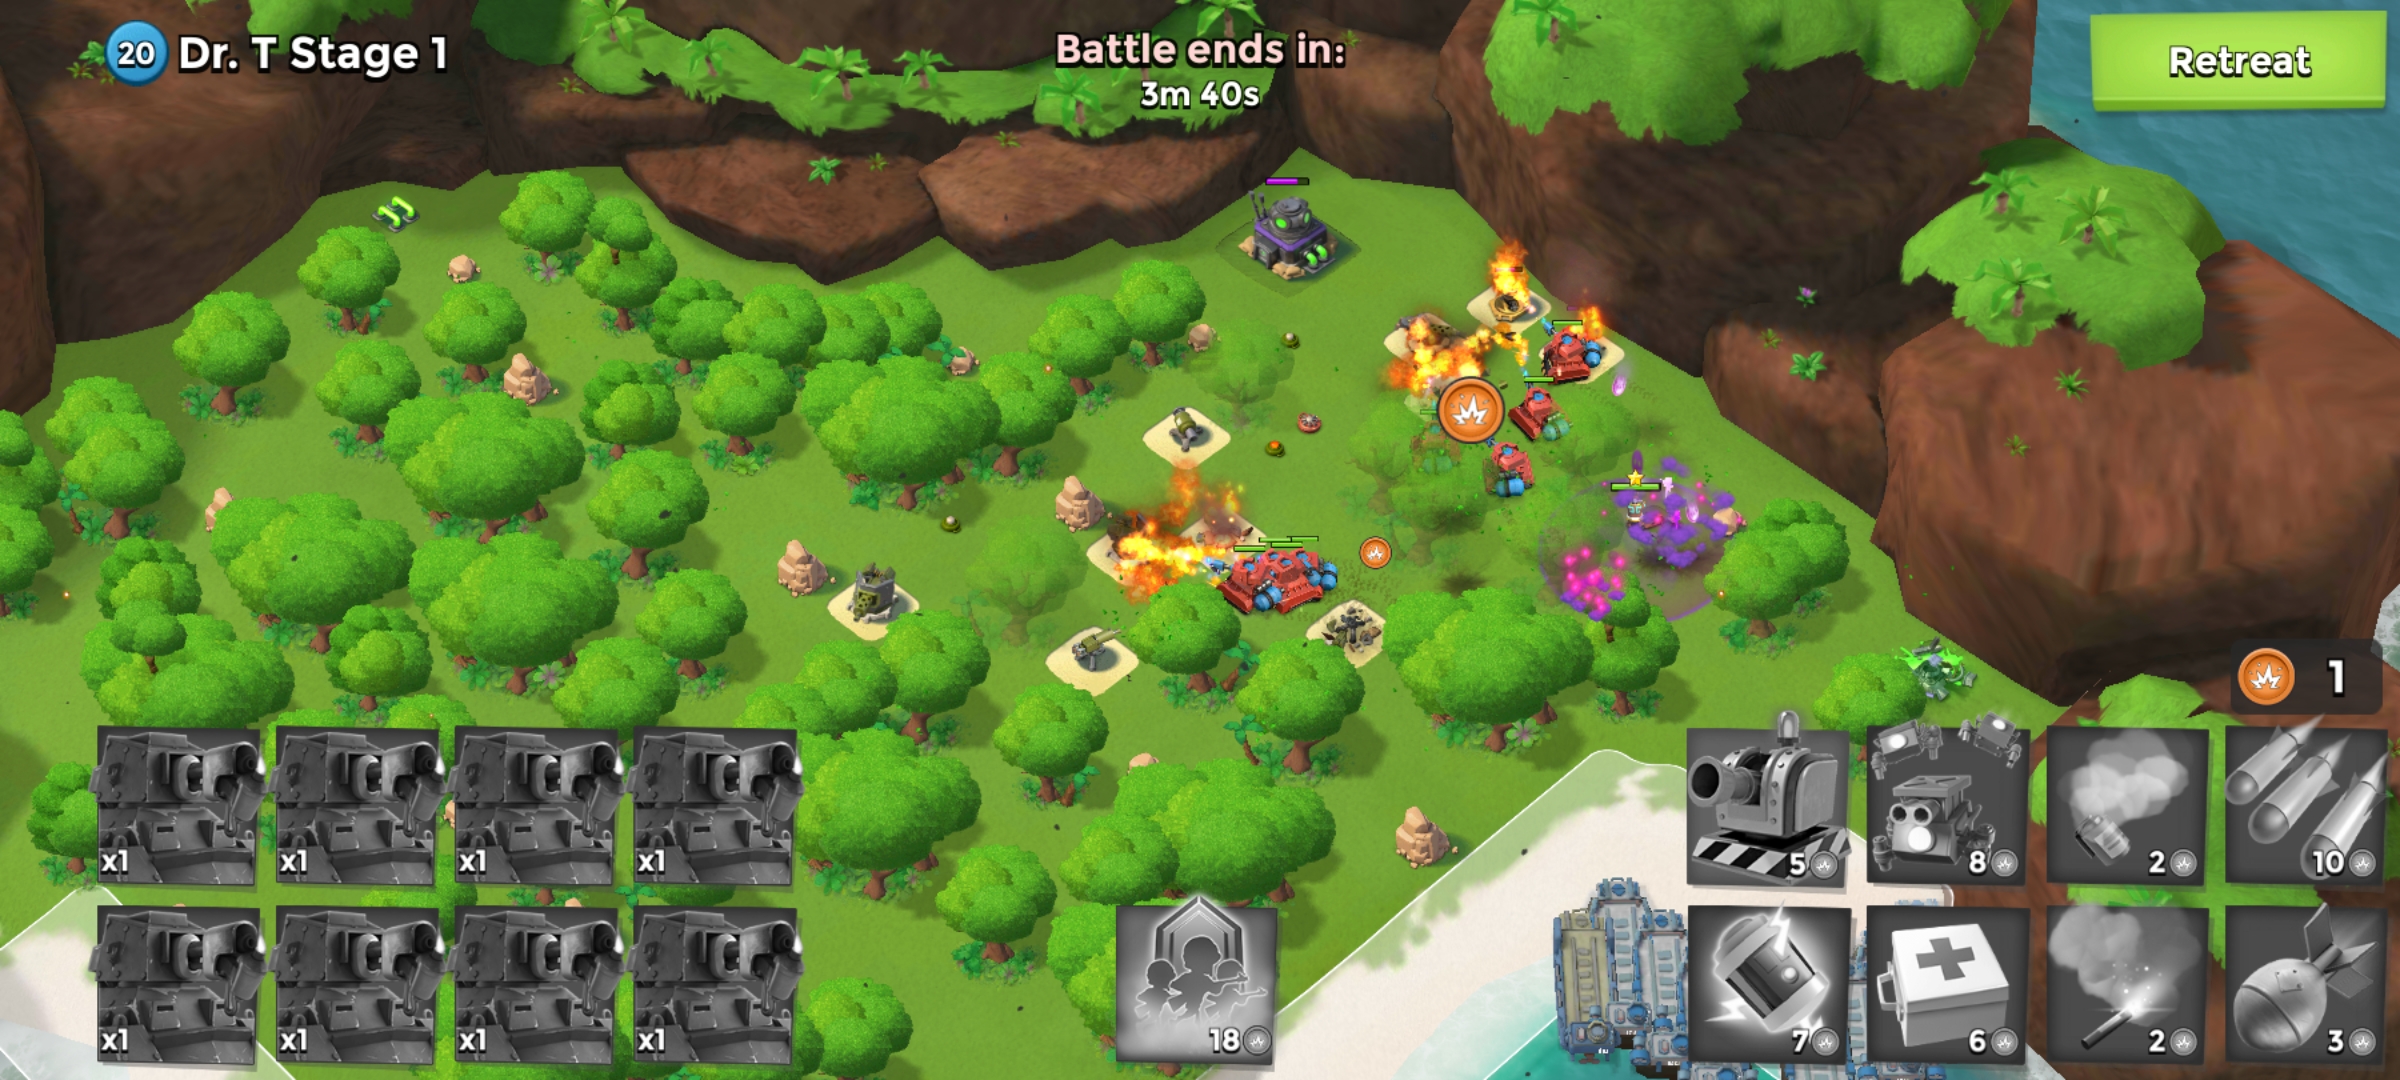 20 Dr. T Stage 1
Battle ends in:
3m 40s
Retreat
1
x1 x1 x1 x1
5 8 2 10
x1 x1 x1 x1
18
7 6 2 3